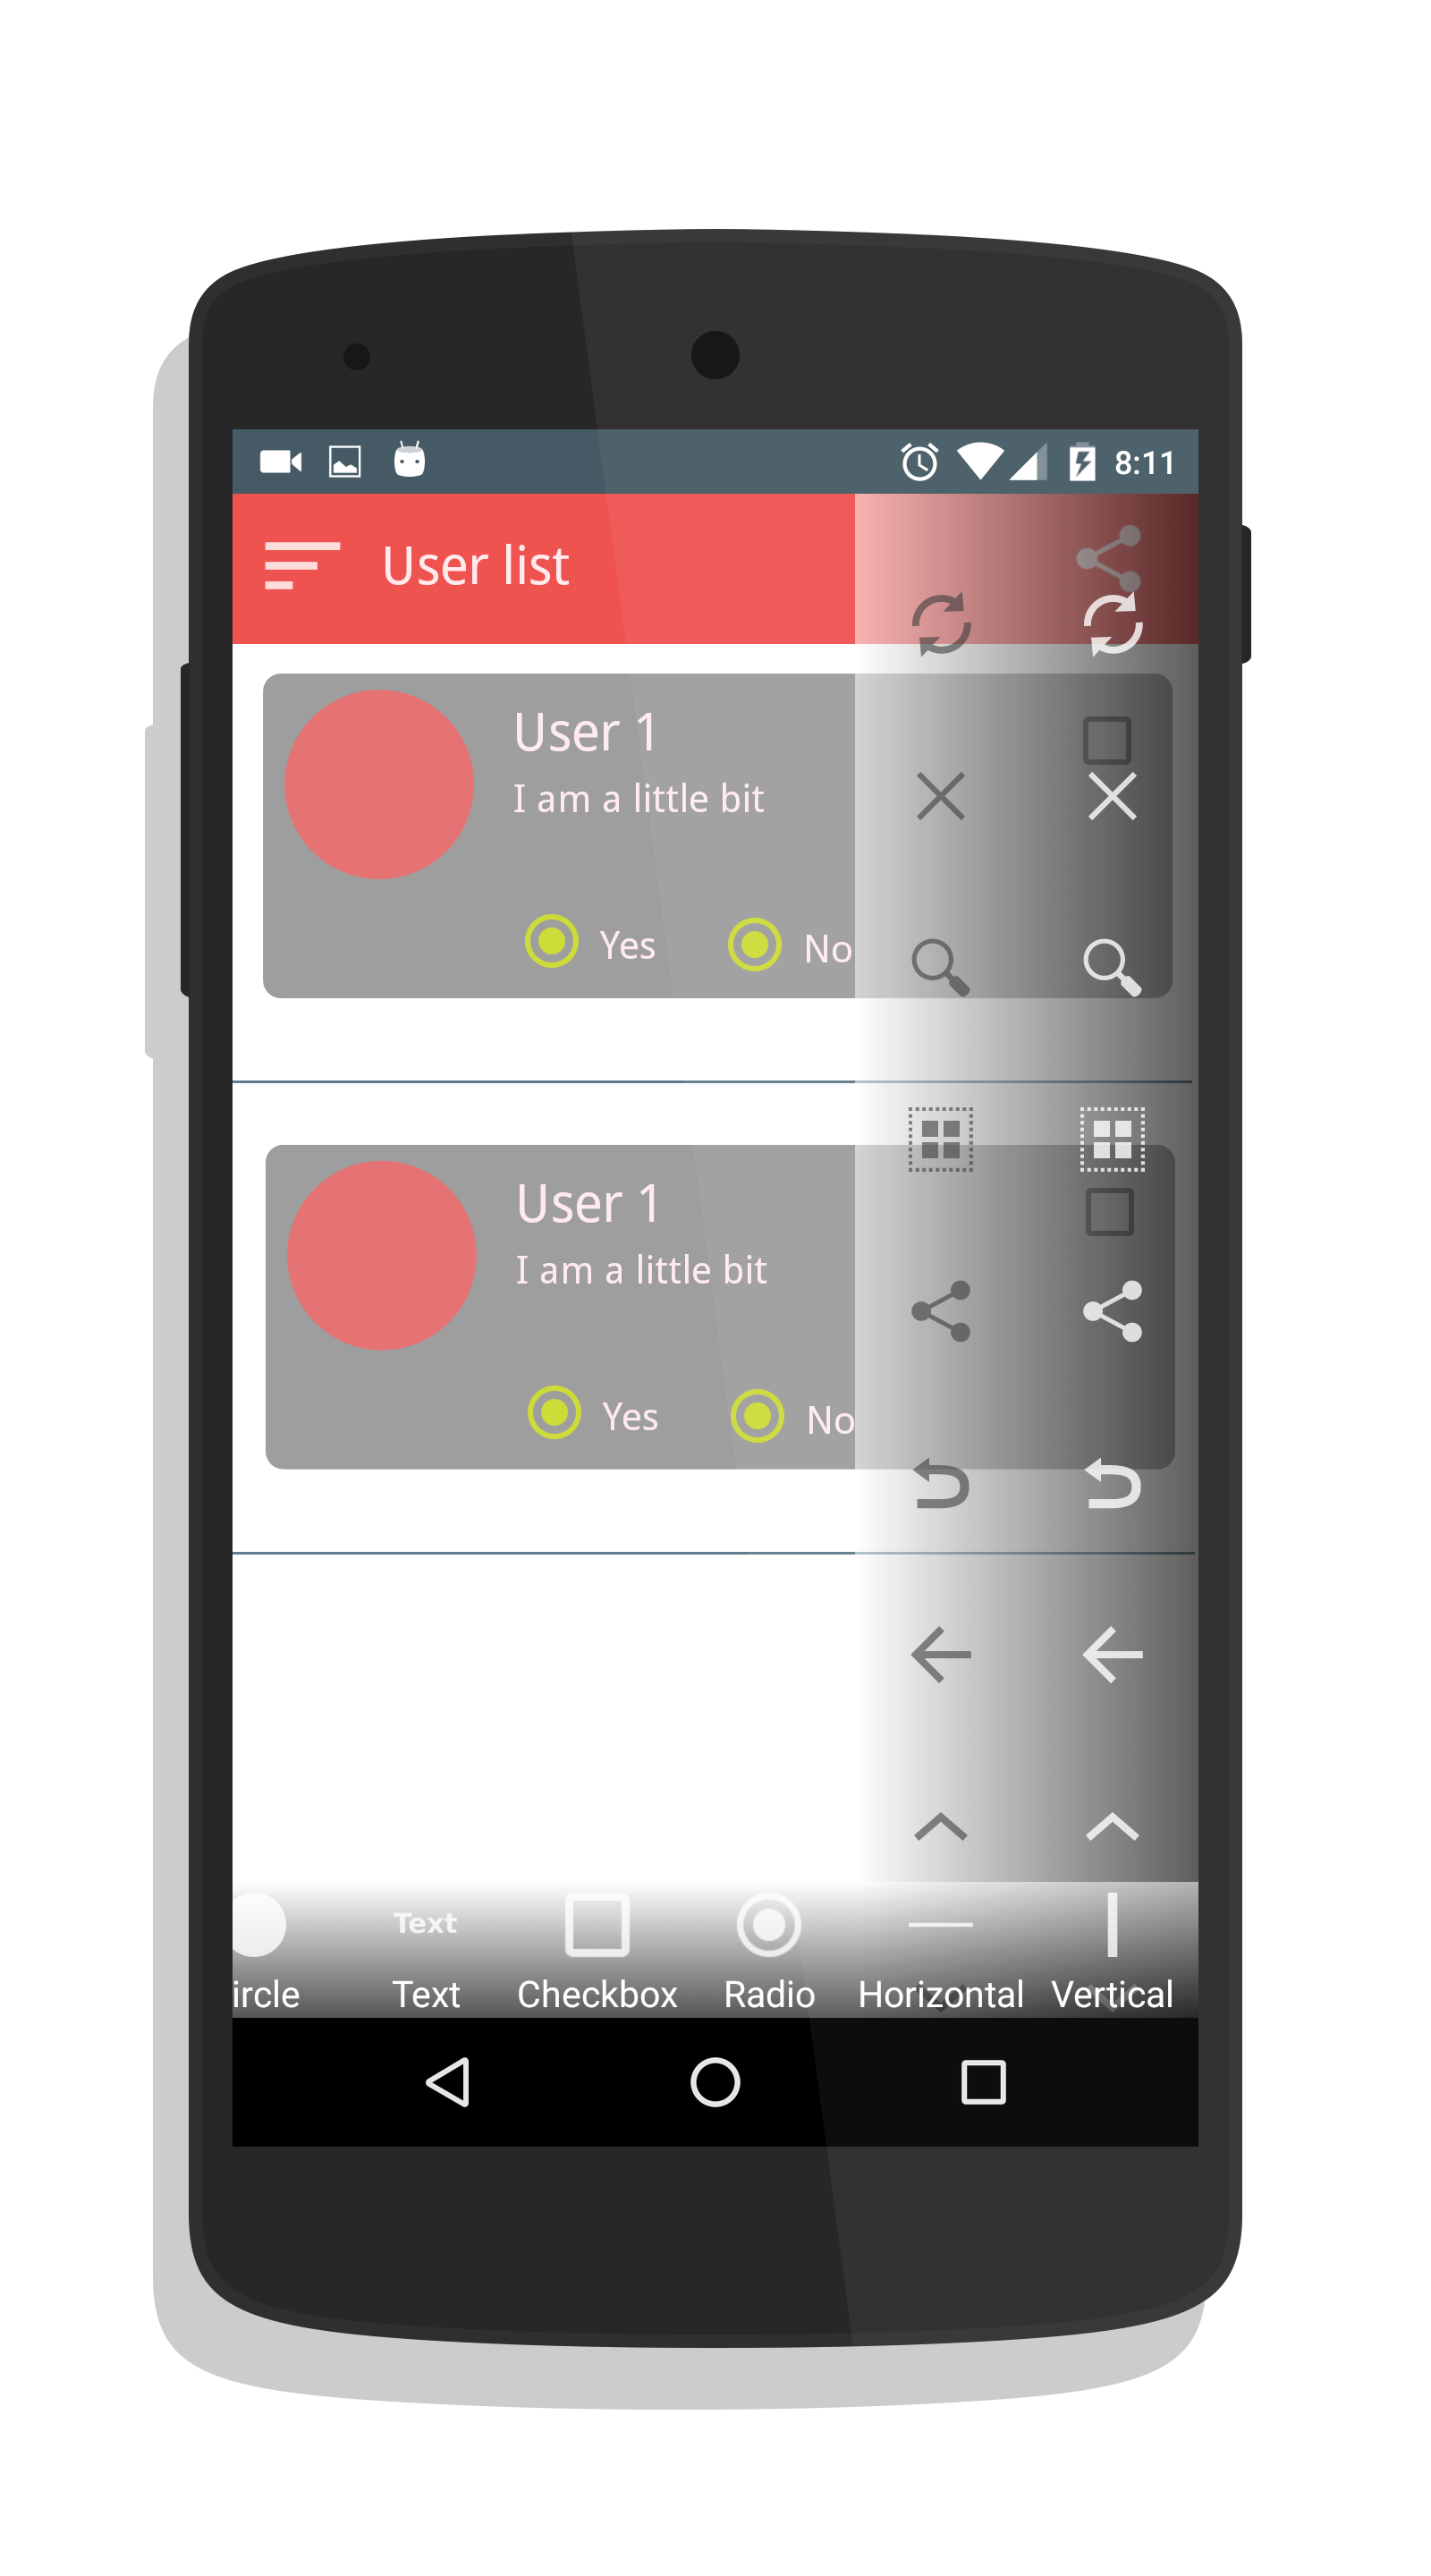 8:11
User list
User 1
I am a little bit
Yes
No
User 1
I am a little bit
Yes
No
Text
ircle
Text
Checkbox
Radio
Horizontal
Vertical